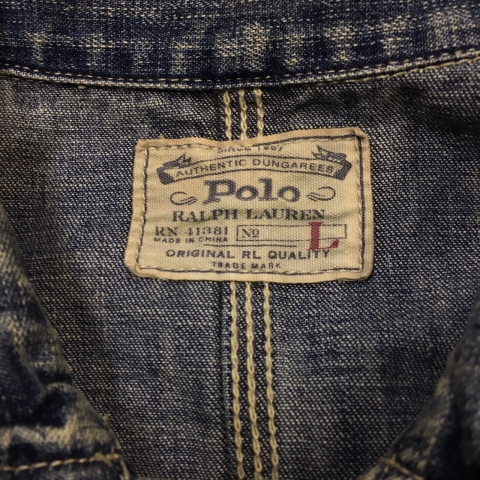 SINCE 1967
AUTHENTIC DUNGAREES
Polo
RALPH LAUREN
RN 41381 No L
MADE IN CHINA
ORIGINAL RL QUALITY
TRADE MARK